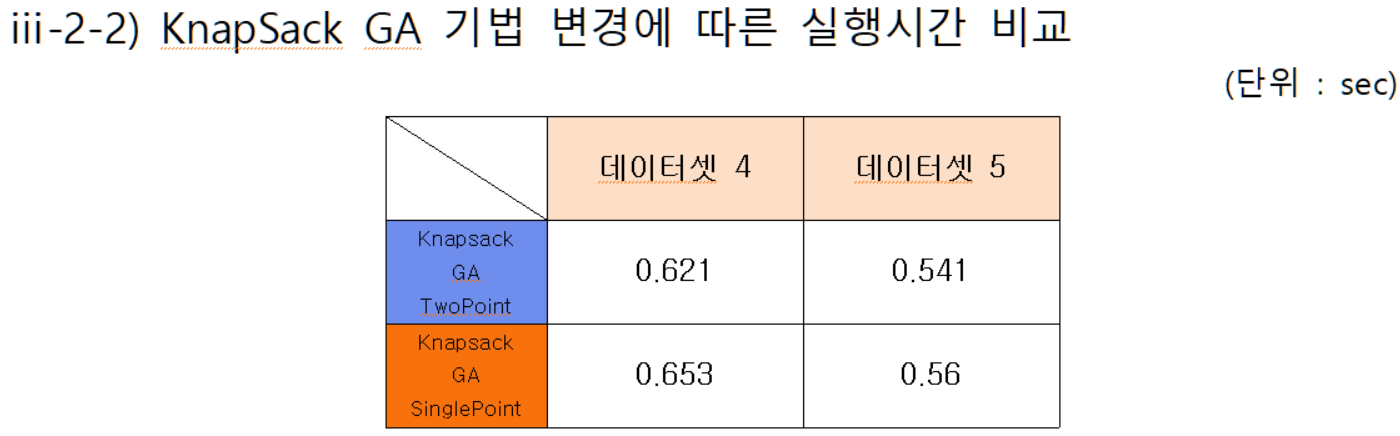 iii-2-2) KnapSack GA 기법 변경에 따른 실행시간 비교
(단위 : sec)
데이터셋 4 데이터셋 5
Knapsack
GA
TwoPoint
0.621 0.541
Knapsack
GA
SinglePoint
0.653 0.56